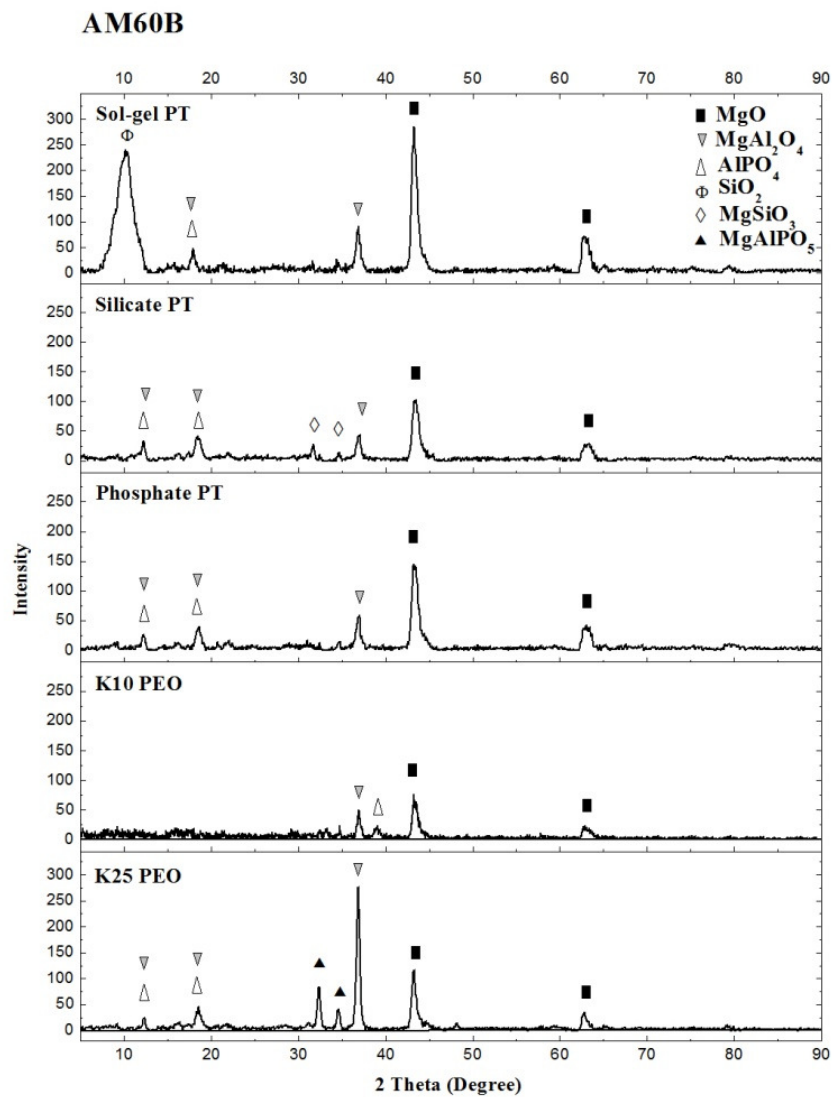 AM60B
10 20 30 40 50 60 70 80 90
300
250
200
150
100
50
0
Sol-gel PT
Φ
MgO
MgAl2O4
AlPO4
Φ SiO2
MgSiO3
MgAlPO5
250
200
150
100
50
0
Silicate PT
250
200
150
100
50
0
Phosphate PT
250
200
150
100
50
0
K10 PEO
300
250
200
150
100
50
0
K25 PEO
10 20 30 40 50 60 70 80 90
Intensity
2 Theta (Degree)